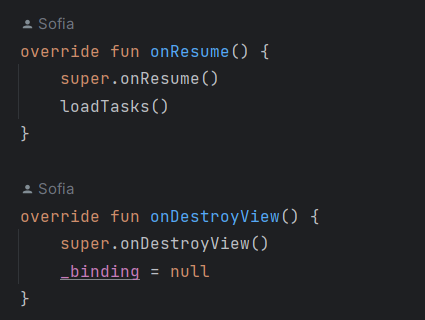 Sofia
override fun onResume() {
    super.onResume()
    loadTasks()
}
Sofia
override fun onDestroyView() {
    super.onDestroyView()
    _binding = null
}